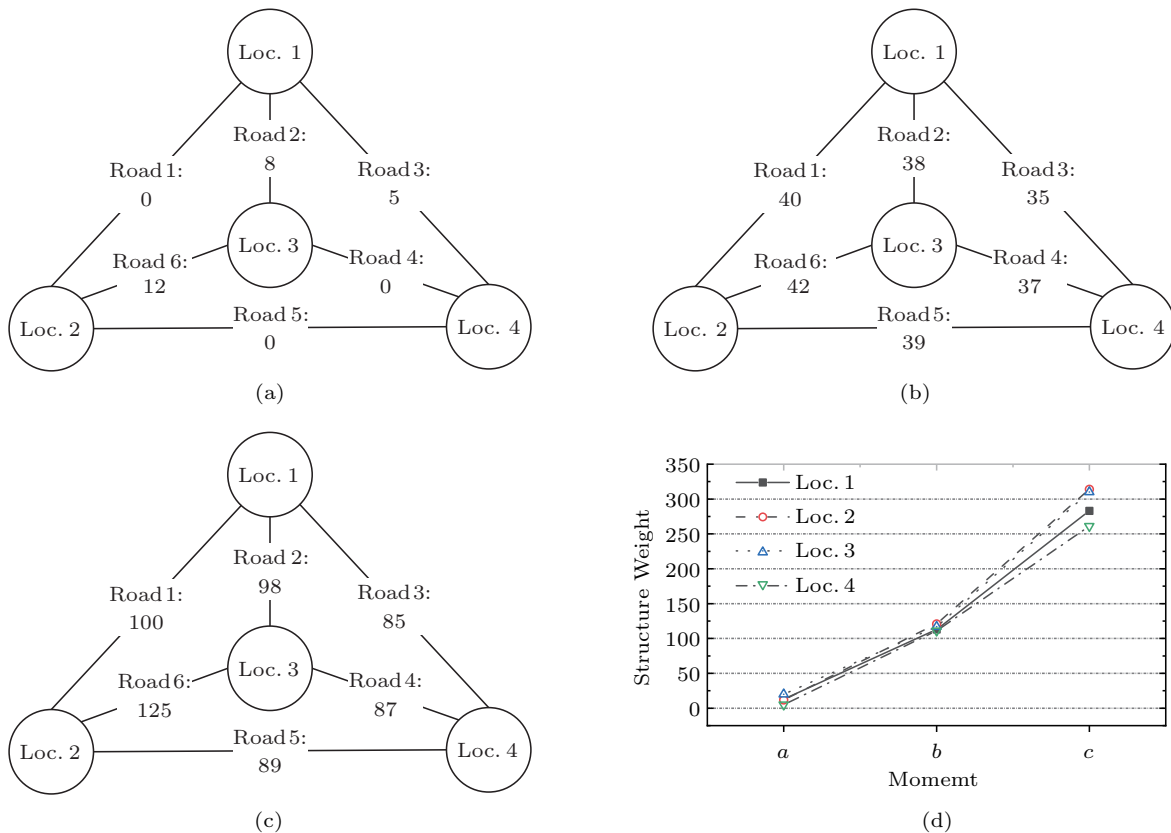 Loc. 1
Road 2:
8
Road 1:
0
Road 3:
5
Loc. 3
Road 6:
12
Road 4:
0
Loc. 2
Road 5:
0
Loc. 4
(a)
Loc. 1
Road 2:
38
Road 1:
40
Road 3:
35
Loc. 3
Road 6:
42
Road 4:
37
Loc. 2
Road 5:
39
Loc. 4
(b)
Loc. 1
Road 2:
98
Road 1:
100
Road 3:
85
Loc. 3
Road 6:
125
Road 4:
87
Loc. 2
Road 5:
89
Loc. 4
(c)
Structure Weight
350
300
250
200
150
100
50
0
Loc. 1
Loc. 2
Loc. 3
Loc. 4
a b c
Momemt
(d)